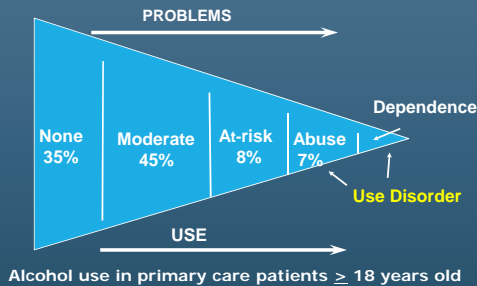 PROBLEMS
Dependence
None
35%
Moderate
45%
At-risk
8%
Abuse
7%
Use Disorder
USE
Alcohol use in primary care patients ≥ 18 years old